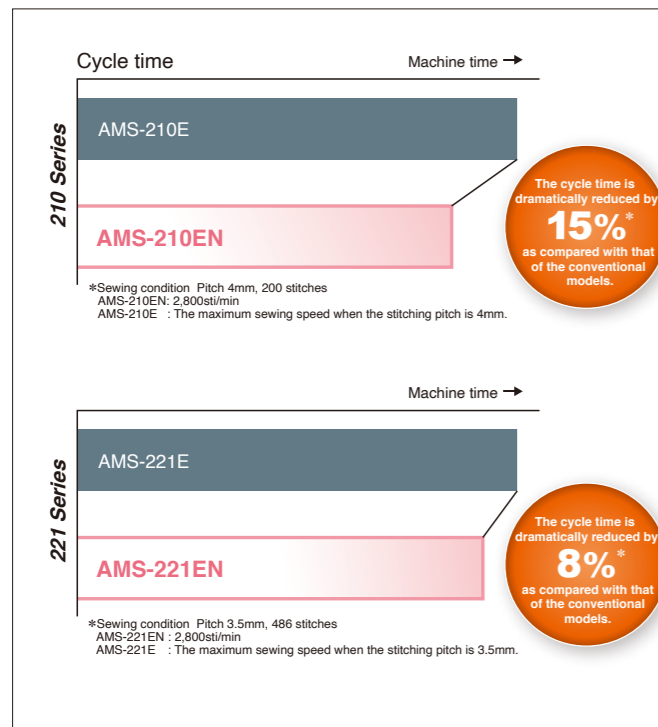 Cycle time
Machine time →
210 Series
AMS-210E
AMS-210EN
The cycle time is
dramatically reduced by
15%*
as compared with that
of the conventional
models.
*Sewing condition Pitch 4mm, 200 stitches
AMS-210EN: 2,800sti/min
AMS-210E : The maximum sewing speed when the stitching pitch is 4mm.
Machine time →
221 Series
AMS-221E
AMS-221EN
The cycle time is
dramatically reduced by
8%*
as compared with that
of the conventional
models.
*Sewing condition Pitch 3.5mm, 486 stitches
AMS-221EN : 2,800sti/min
AMS-221E : The maximum sewing speed when the stitching pitch is 3.5mm.